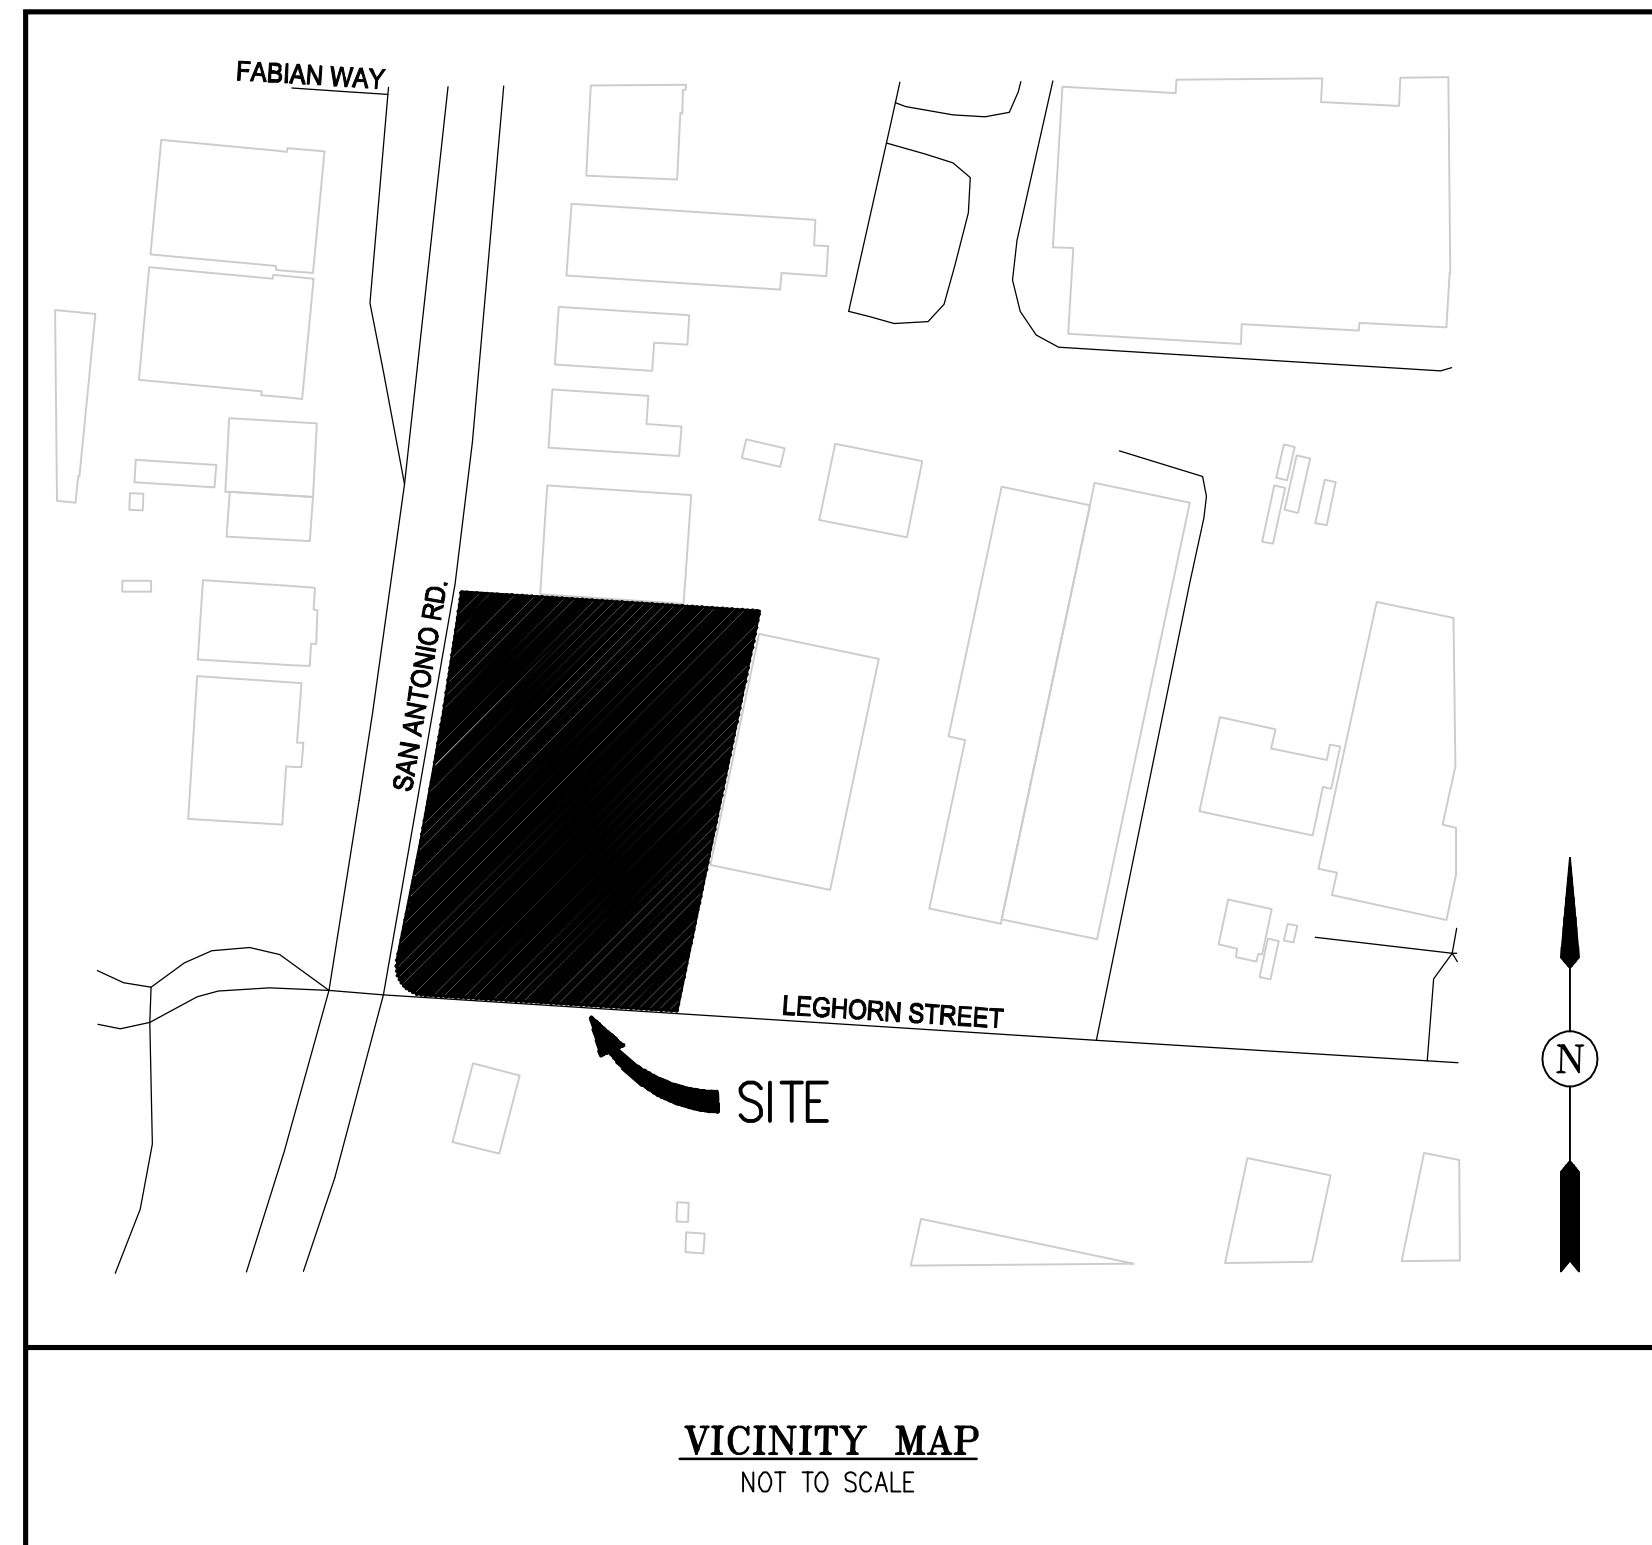 FABIAN WAY
SAN ANTONIO RD.
LEGHORN STREET
SITE
N
VICINITY MAP
NOT TO SCALE